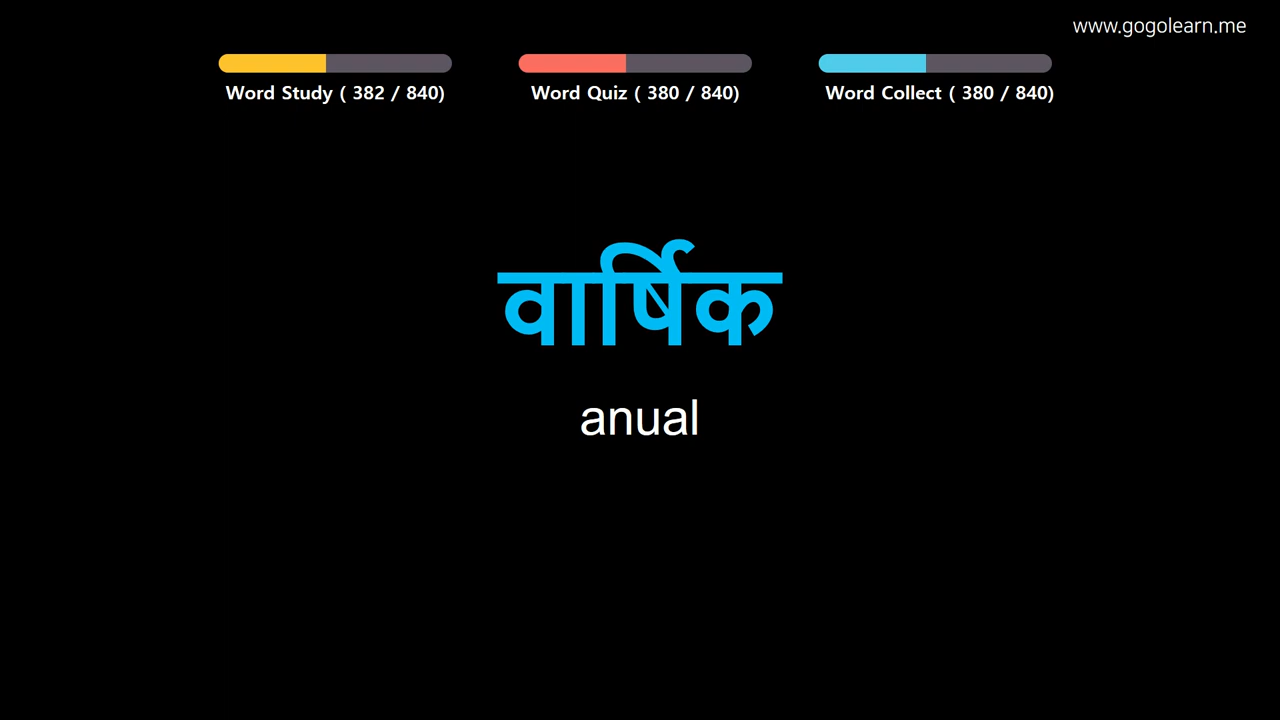 www.gogolearn.me
Word Study ( 382 / 840)
Word Quiz ( 380 / 840)
Word Collect ( 380 / 840)
वार्षिक
anual